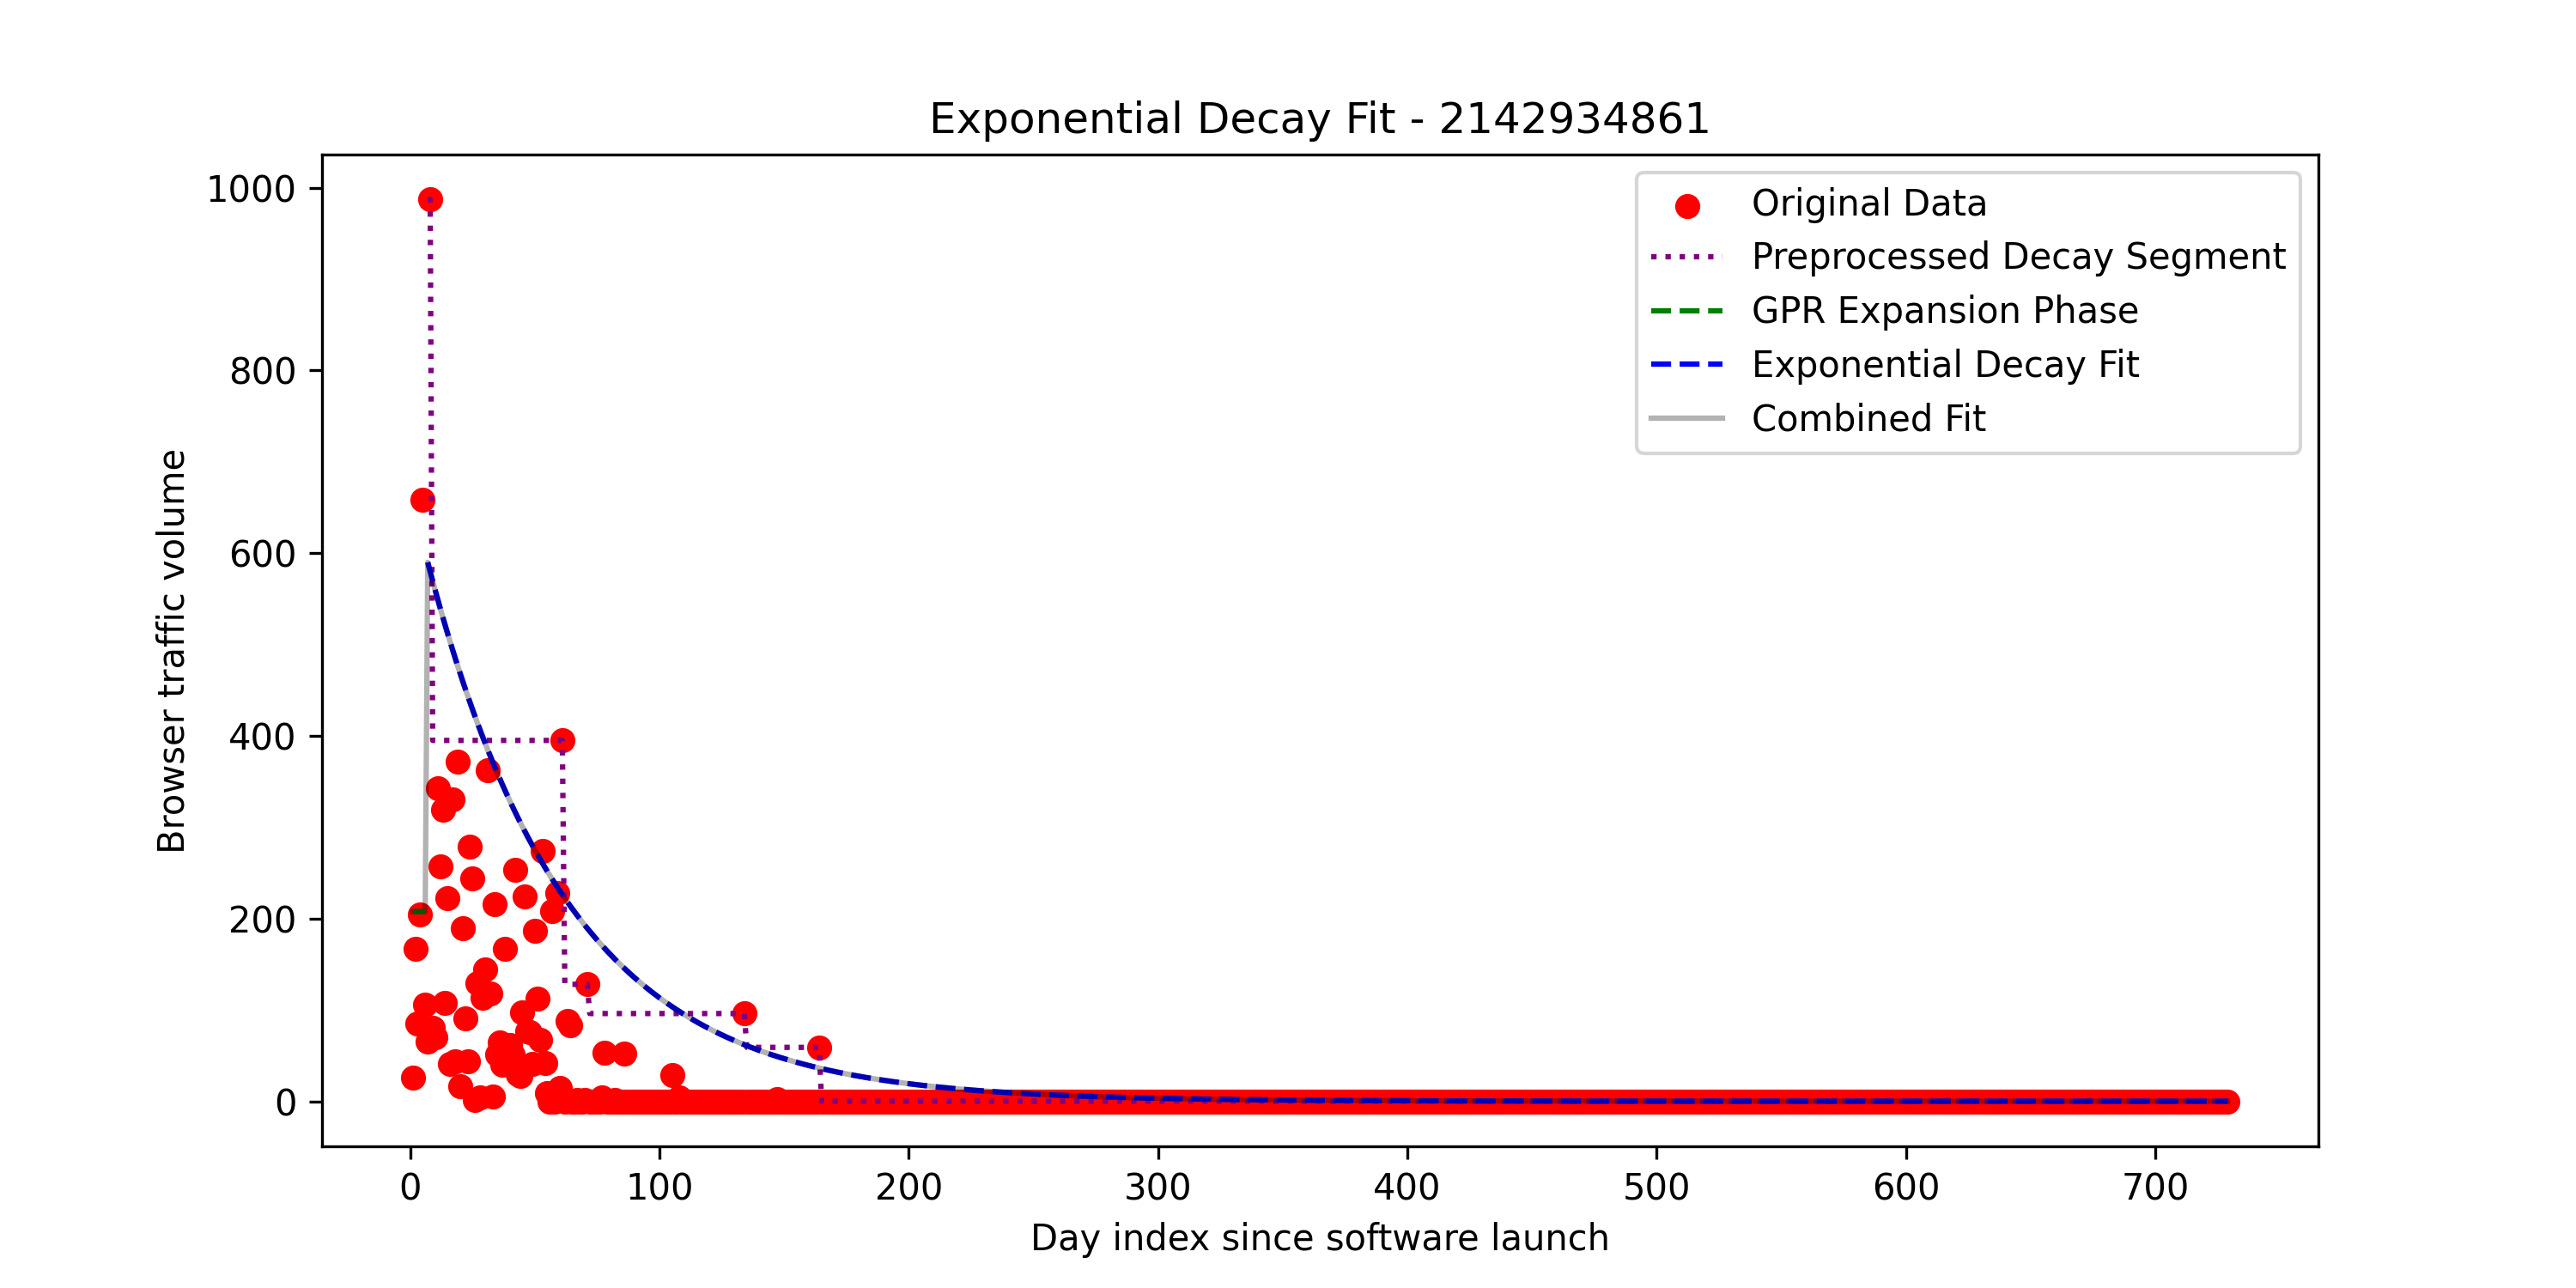 Exponential Decay Fit - 2142934861
1000
800
600
400
200
0
Browser traffic volume
Original Data
Preprocessed Decay Segment
GPR Expansion Phase
Exponential Decay Fit
Combined Fit
0 100 200 300 400 500 600 700
Day index since software launch